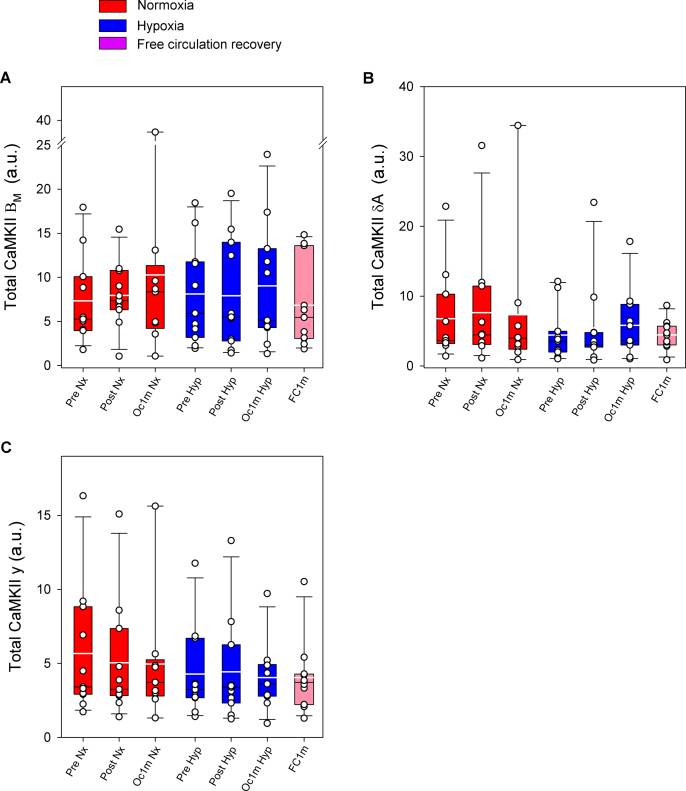 Normoxia
Hypoxia
Free circulation recovery
A
Total CaMKII BM (a.u.)
40
25
20
15
10
5
0
Pre Nx
Post Nx
Oc1m Nx
Pre Hyp
Post Hyp
Oc1m Hyp
FC1m
B
Total CaMKII δA (a.u.)
40
30
20
10
0
Pre Nx
Post Nx
Oc1m Nx
Pre Hyp
Post Hyp
Oc1m Hyp
FC1m
C
Total CaMKII y (a.u.)
15
10
5
0
Pre Nx
Post Nx
Oc1m Nx
Pre Hyp
Post Hyp
Oc1m Hyp
FC1m